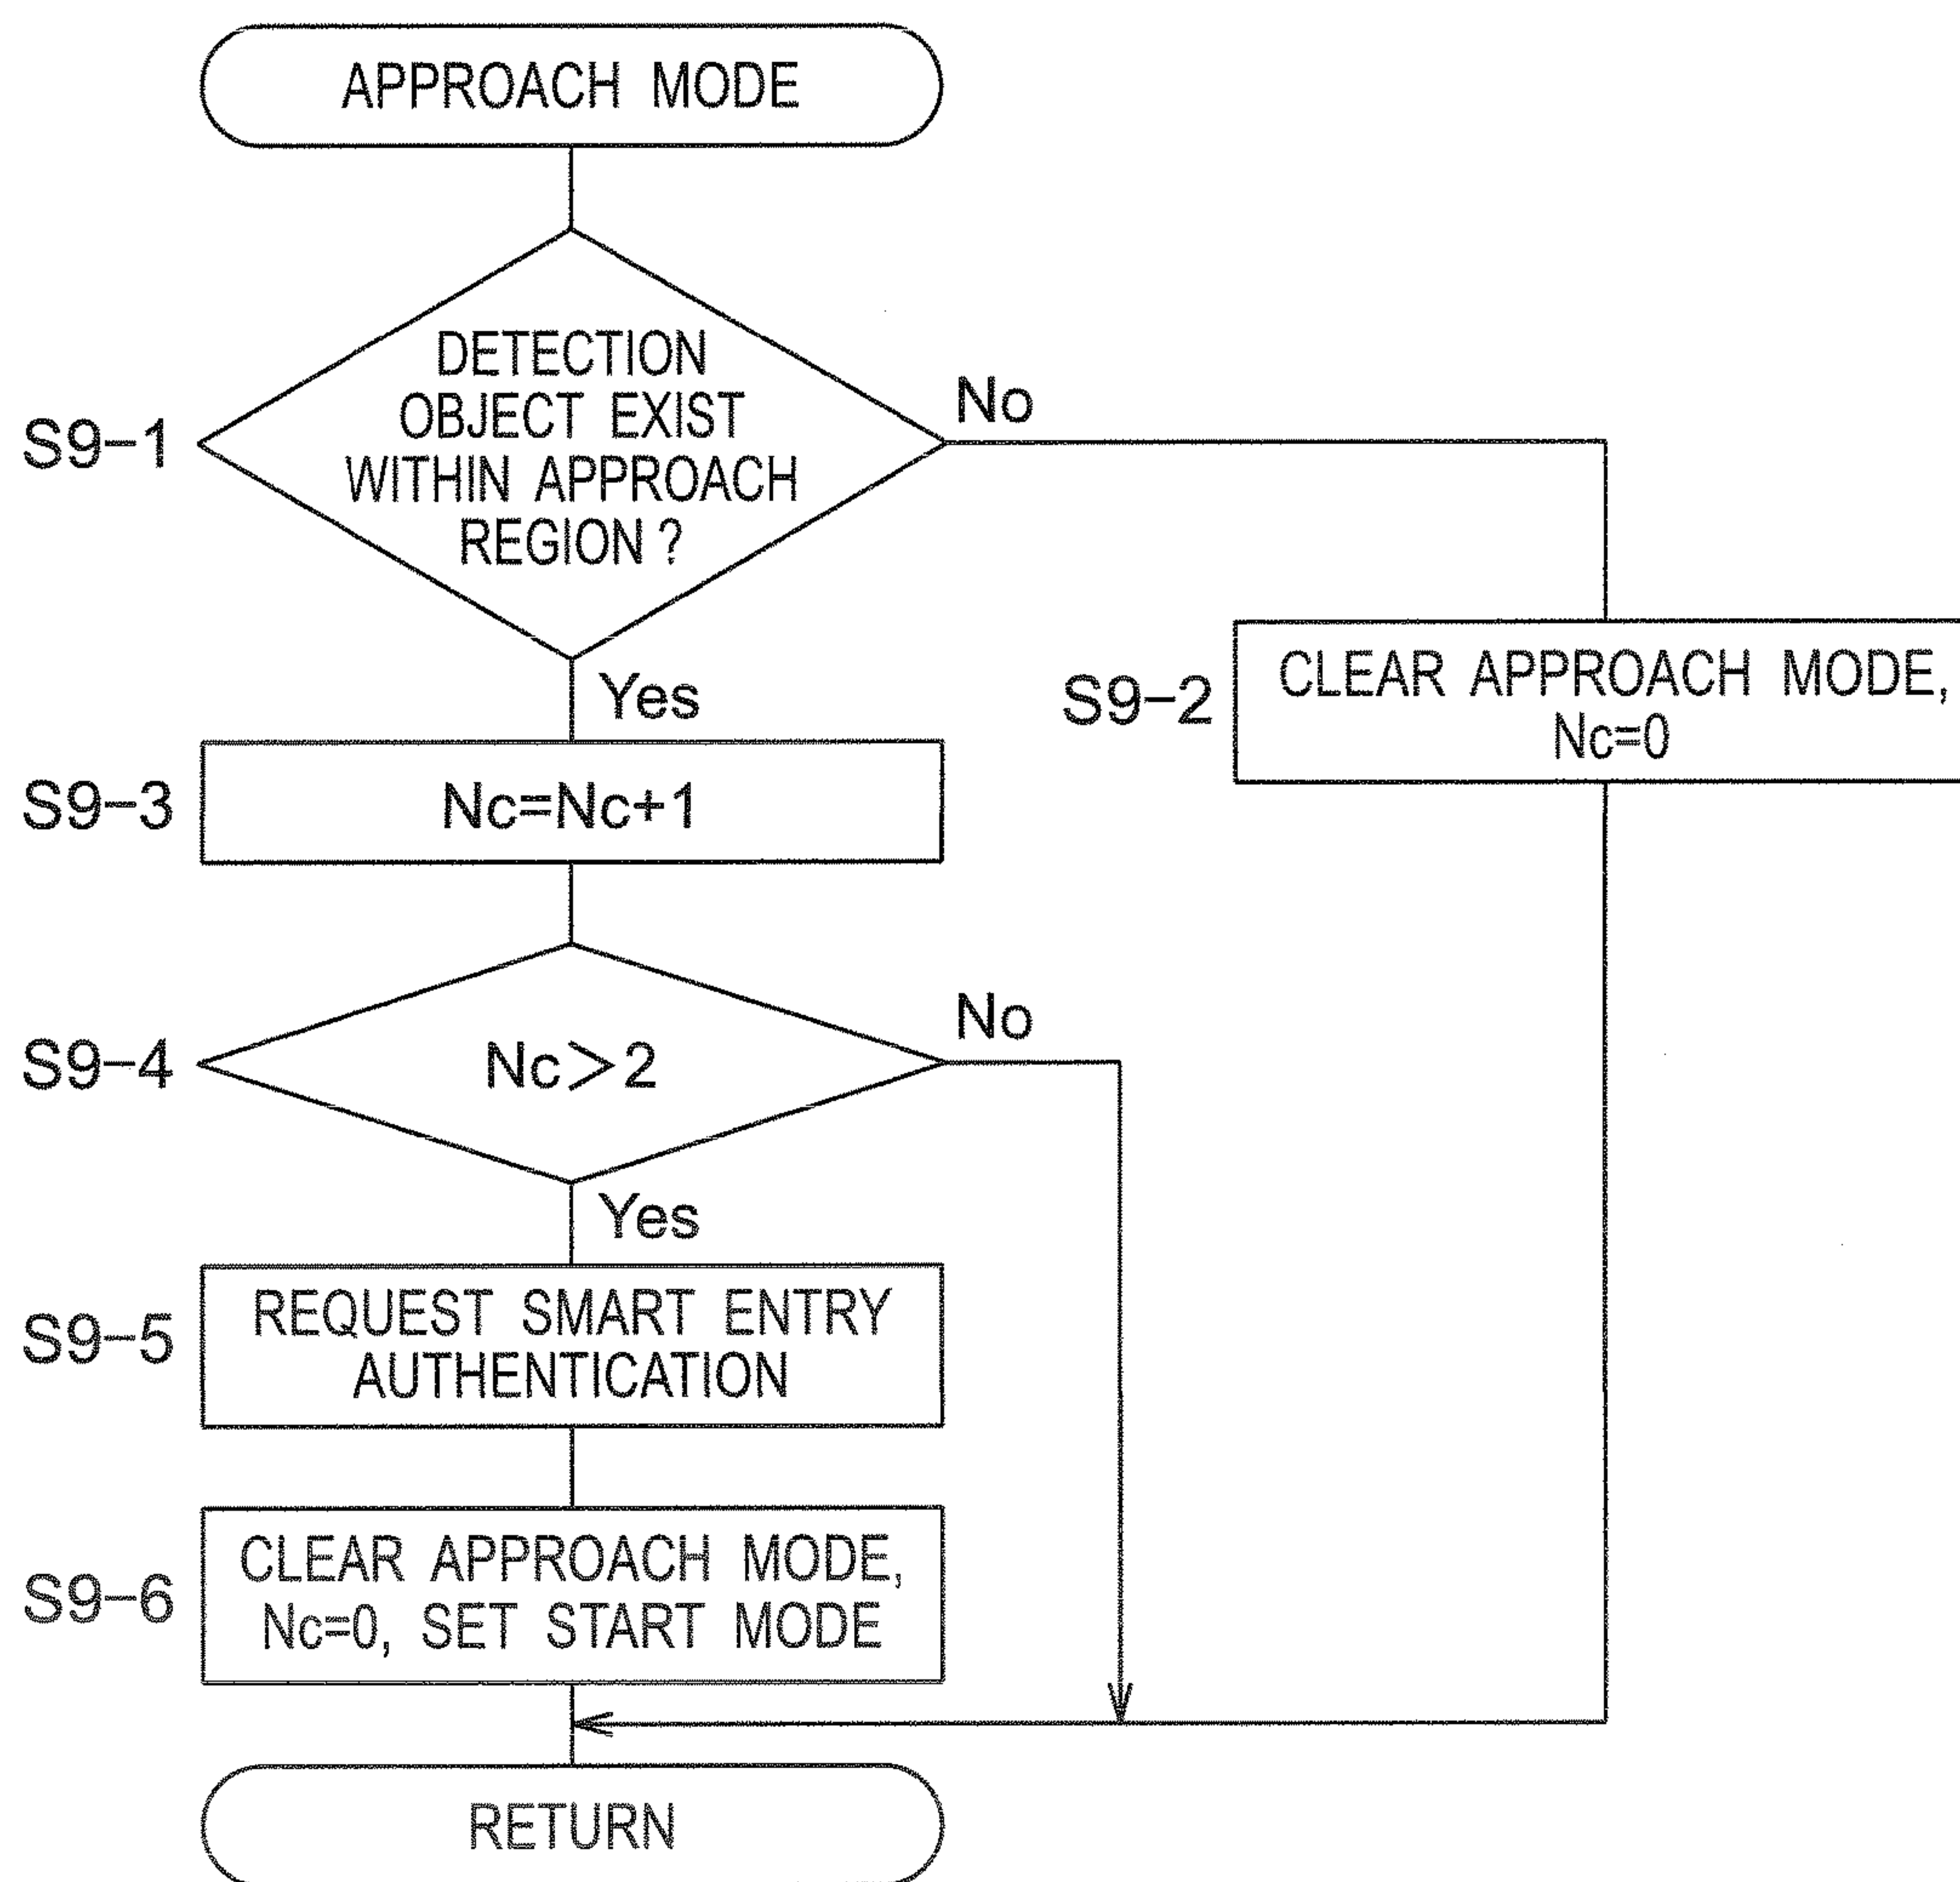 APPROACH MODE
S9-1
DETECTION
OBJECT EXIST
WITHIN APPROACH
REGION ?
No
Yes
S9-2
CLEAR APPROACH MODE,
Nc=0
S9-3
Nc=Nc+1
S9-4
Nc>2
No
Yes
S9-5
REQUEST SMART ENTRY
AUTHENTICATION
S9-6
CLEAR APPROACH MODE,
Nc=0, SET START MODE
RETURN